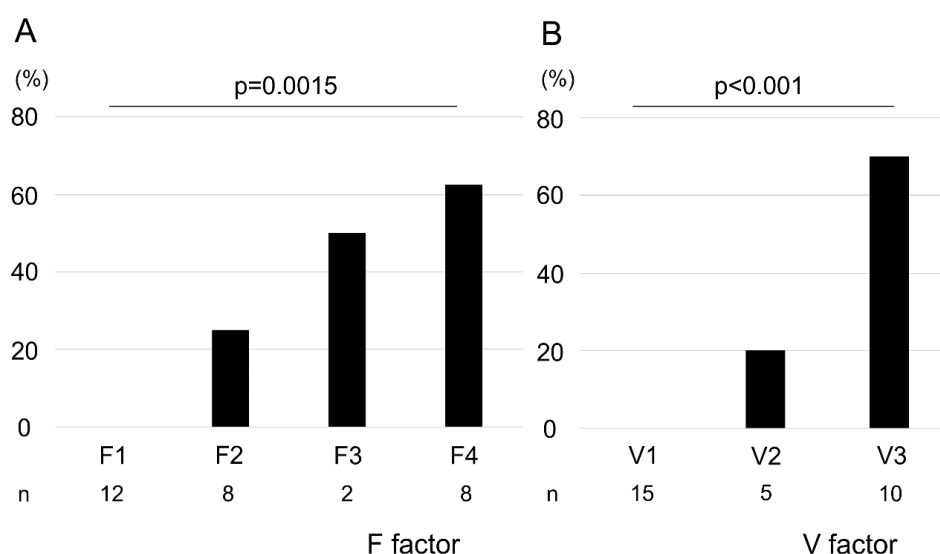 A
(%)
p=0.0015
80
60
40
20
0
F1 F2 F3 F4
n 12 8 2 8
F factor
B
(%)
p<0.001
80
60
40
20
0
V1 V2 V3
n 15 5 10
V factor